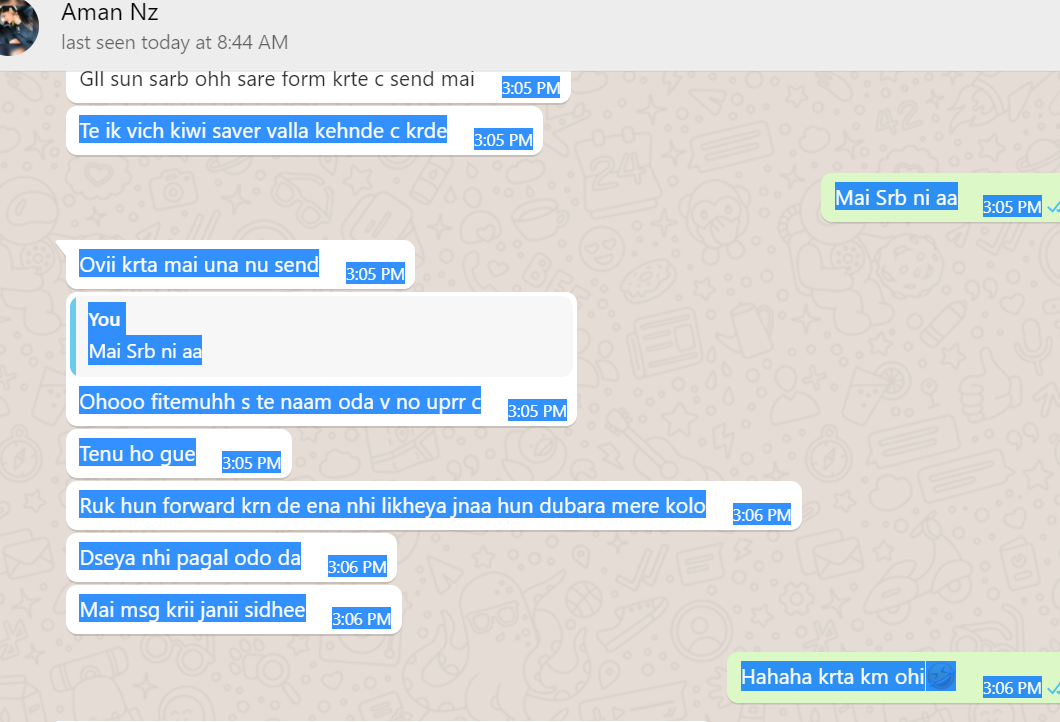 Aman Nz
last seen today at 8:44 AM
Gll sun sarb ohh sare form krte c send mai
3:05 PM
Te ik vich kiwi saver valla kehnde c krde
3:05 PM
Mai Srb ni aa
3:05 PM
Ovii krta mai una nu send
3:05 PM
You
Mai Srb ni aa
Ohooo fitemuhh s te naam oda v no uprr c
3:05 PM
Tenu ho gue
3:05 PM
Ruk hun forward krn de ena nhi likheya jnaa hun dubara mere kolo
3:06 PM
Dseya nhi pagal odo da
3:06 PM
Mai msg krii janii sidhee
3:06 PM
Hahaha krta km ohi🤣
3:06 PM